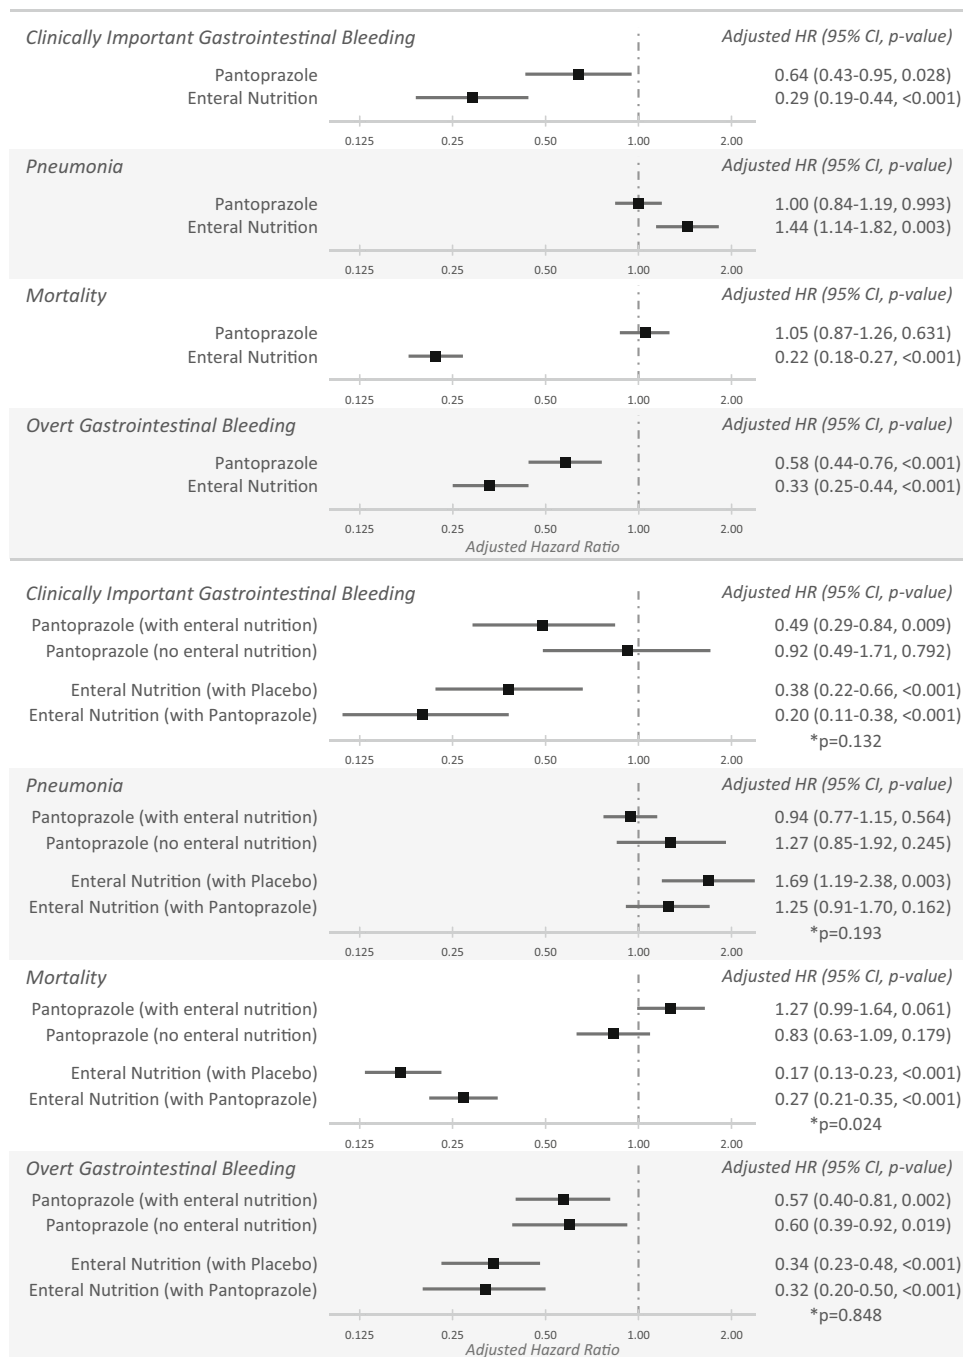 Clinically Important Gastrointestinal Bleeding Adjusted HR (95% CI, p-value)
Pantoprazole 0.64 (0.43-0.95, 0.028)
Enteral Nutrition 0.29 (0.19-0.44, <0.001)
0.125 0.25 0.50 1.00 2.00
Pneumonia Adjusted HR (95% CI, p-value)
Pantoprazole 1.00 (0.84-1.19, 0.993)
Enteral Nutrition 1.44 (1.14-1.82, 0.003)
0.125 0.25 0.50 1.00 2.00
Mortality Adjusted HR (95% CI, p-value)
Pantoprazole 1.05 (0.87-1.26, 0.631)
Enteral Nutrition 0.22 (0.18-0.27, <0.001)
0.125 0.25 0.50 1.00 2.00
Overt Gastrointestinal Bleeding Adjusted HR (95% CI, p-value)
Pantoprazole 0.58 (0.44-0.76, <0.001)
Enteral Nutrition 0.33 (0.25-0.44, <0.001)
0.125 0.25 0.50 1.00 2.00
Adjusted Hazard Ratio
Clinically Important Gastrointestinal Bleeding Adjusted HR (95% CI, p-value)
Pantoprazole (with enteral nutrition) 0.49 (0.29-0.84, 0.009)
Pantoprazole (no enteral nutrition) 0.92 (0.49-1.71, 0.792)
Enteral Nutrition (with Placebo) 0.38 (0.22-0.66, <0.001)
Enteral Nutrition (with Pantoprazole) 0.20 (0.11-0.38, <0.001)
*p=0.132
0.125 0.25 0.50 1.00 2.00
Pneumonia Adjusted HR (95% CI, p-value)
Pantoprazole (with enteral nutrition) 0.94 (0.77-1.15, 0.564)
Pantoprazole (no enteral nutrition) 1.27 (0.85-1.92, 0.245)
Enteral Nutrition (with Placebo) 1.69 (1.19-2.38, 0.003)
Enteral Nutrition (with Pantoprazole) 1.25 (0.91-1.70, 0.162)
*p=0.193
0.125 0.25 0.50 1.00 2.00
Mortality Adjusted HR (95% CI, p-value)
Pantoprazole (with enteral nutrition) 1.27 (0.99-1.64, 0.061)
Pantoprazole (no enteral nutrition) 0.83 (0.63-1.09, 0.179)
Enteral Nutrition (with Placebo) 0.17 (0.13-0.23, <0.001)
Enteral Nutrition (with Pantoprazole) 0.27 (0.21-0.35, <0.001)
*p=0.024
0.125 0.25 0.50 1.00 2.00
Overt Gastrointestinal Bleeding Adjusted HR (95% CI, p-value)
Pantoprazole (with enteral nutrition) 0.57 (0.40-0.81, 0.002)
Pantoprazole (no enteral nutrition) 0.60 (0.39-0.92, 0.019)
Enteral Nutrition (with Placebo) 0.34 (0.23-0.48, <0.001)
Enteral Nutrition (with Pantoprazole) 0.32 (0.20-0.50, <0.001)
*p=0.848
0.125 0.25 0.50 1.00 2.00
Adjusted Hazard Ratio